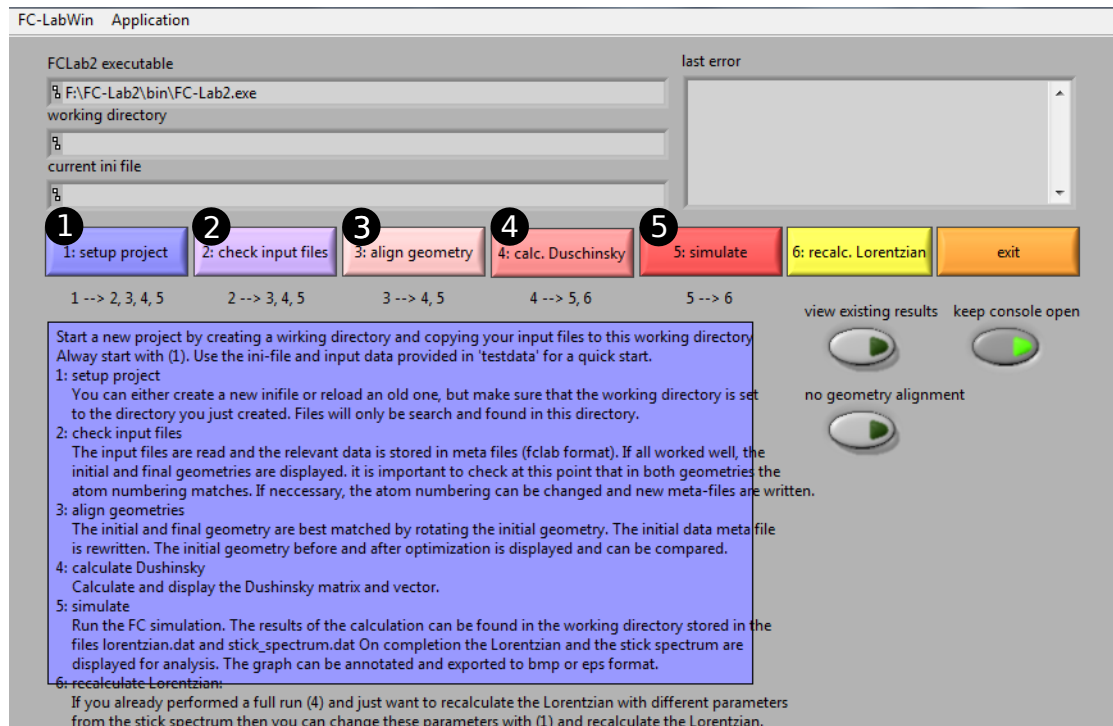 FC-LabWin Application
FCLab2 executable
F:\FC-Lab2\bin\FC-Lab2.exe
working directory
current ini file
last error
1 2 3 4 5
1: setup project 2: check input files 3: align geometry 4: calc. Duschinsky 5: simulate 6: recalc. Lorentzian exit
1 --> 2, 3, 4, 5 2 --> 3, 4, 5 3 --> 4, 5 4 --> 5, 6 5 --> 6
view existing results keep console open
no geometry alignment
Start a new project by creating a wirking directory and copying your input files to this working directory
Alway start with (1). Use the ini-file and input data provided in 'testdata' for a quick start.
1: setup project
You can either create a new inifile or reload an old one, but make sure that the working directory is set
to the directory you just created. Files will only be search and found in this directory.
2: check input files
The input files are read and the relevant data is stored in meta files (fclab format). If all worked well, the
initial and final geometries are displayed. it is important to check at this point that in both geometries the
atom numbering matches. If neccessary, the atom numbering can be changed and new meta-files are written.
3: align geometries
The initial and final geometry are best matched by rotating the initial geometry. The initial data meta file
is rewritten. The initial geometry before and after optimization is displayed and can be compared.
4: calculate Dushinsky
Calculate and display the Dushinsky matrix and vector.
5: simulate
Run the FC simulation. The results of the calculation can be found in the working directory stored in the
files lorentzian.dat and stick_spectrum.dat On completion the Lorentzian and the stick spectrum are
displayed for analysis. The graph can be annotated and exported to bmp or eps format.
6: recalculate Lorentzian:
If you already performed a full run (4) and just want to recalculate the Lorentzian with different parameters
from the stick spectrum then you can change these parameters with (1) and recalculate the Lorentzian.